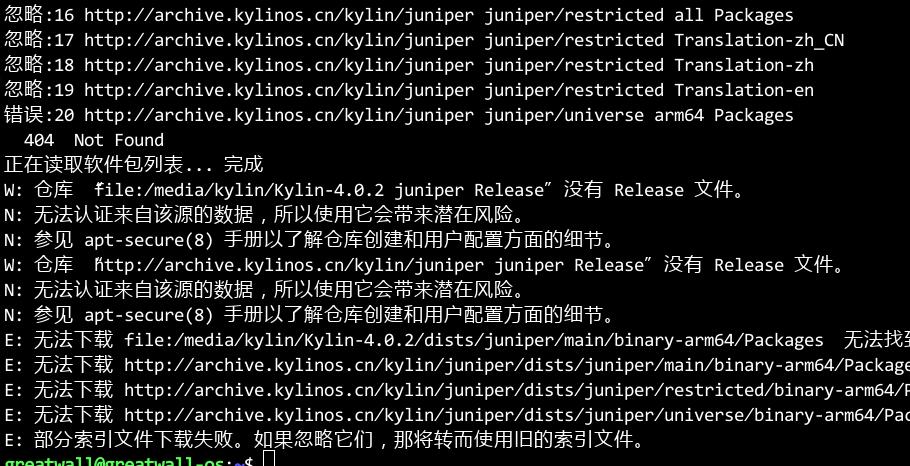 忽略:16 http://archive.kylinos.cn/kylin/juniper juniper/restricted all Packages
忽略:17 http://archive.kylinos.cn/kylin/juniper juniper/restricted Translation-zh_CN
忽略:18 http://archive.kylinos.cn/kylin/juniper juniper/restricted Translation-zh
忽略:19 http://archive.kylinos.cn/kylin/juniper juniper/restricted Translation-en
错误:20 http://archive.kylinos.cn/kylin/juniper juniper/universe arm64 Packages
404 Not Found
正在读取软件包列表... 完成
W: 仓库 “file:/media/kylin/Kylin-4.0.2 juniper Release” 没有 Release 文件。
N: 无法认证来自该源的数据，所以使用它会带来潜在风险。
N: 参见 apt-secure(8) 手册以了解仓库创建和用户配置方面的细节。
W: 仓库 “http://archive.kylinos.cn/kylin/juniper juniper Release” 没有 Release 文件。
N: 无法认证来自该源的数据，所以使用它会带来潜在风险。
N: 参见 apt-secure(8) 手册以了解仓库创建和用户配置方面的细节。
E: 无法下载 file:/media/kylin/Kylin-4.0.2/dists/juniper/main/binary-arm64/Packages 无法找到
E: 无法下载 http://archive.kylinos.cn/kylin/juniper/dists/juniper/main/binary-arm64/Package
E: 无法下载 http://archive.kylinos.cn/kylin/juniper/dists/juniper/restricted/binary-arm64/P
E: 无法下载 http://archive.kylinos.cn/kylin/juniper/dists/juniper/universe/binary-arm64/Pac
E: 部分索引文件下载失败。如果忽略它们，那将转而使用旧的索引文件。
greatwall@greatwall-os:~$